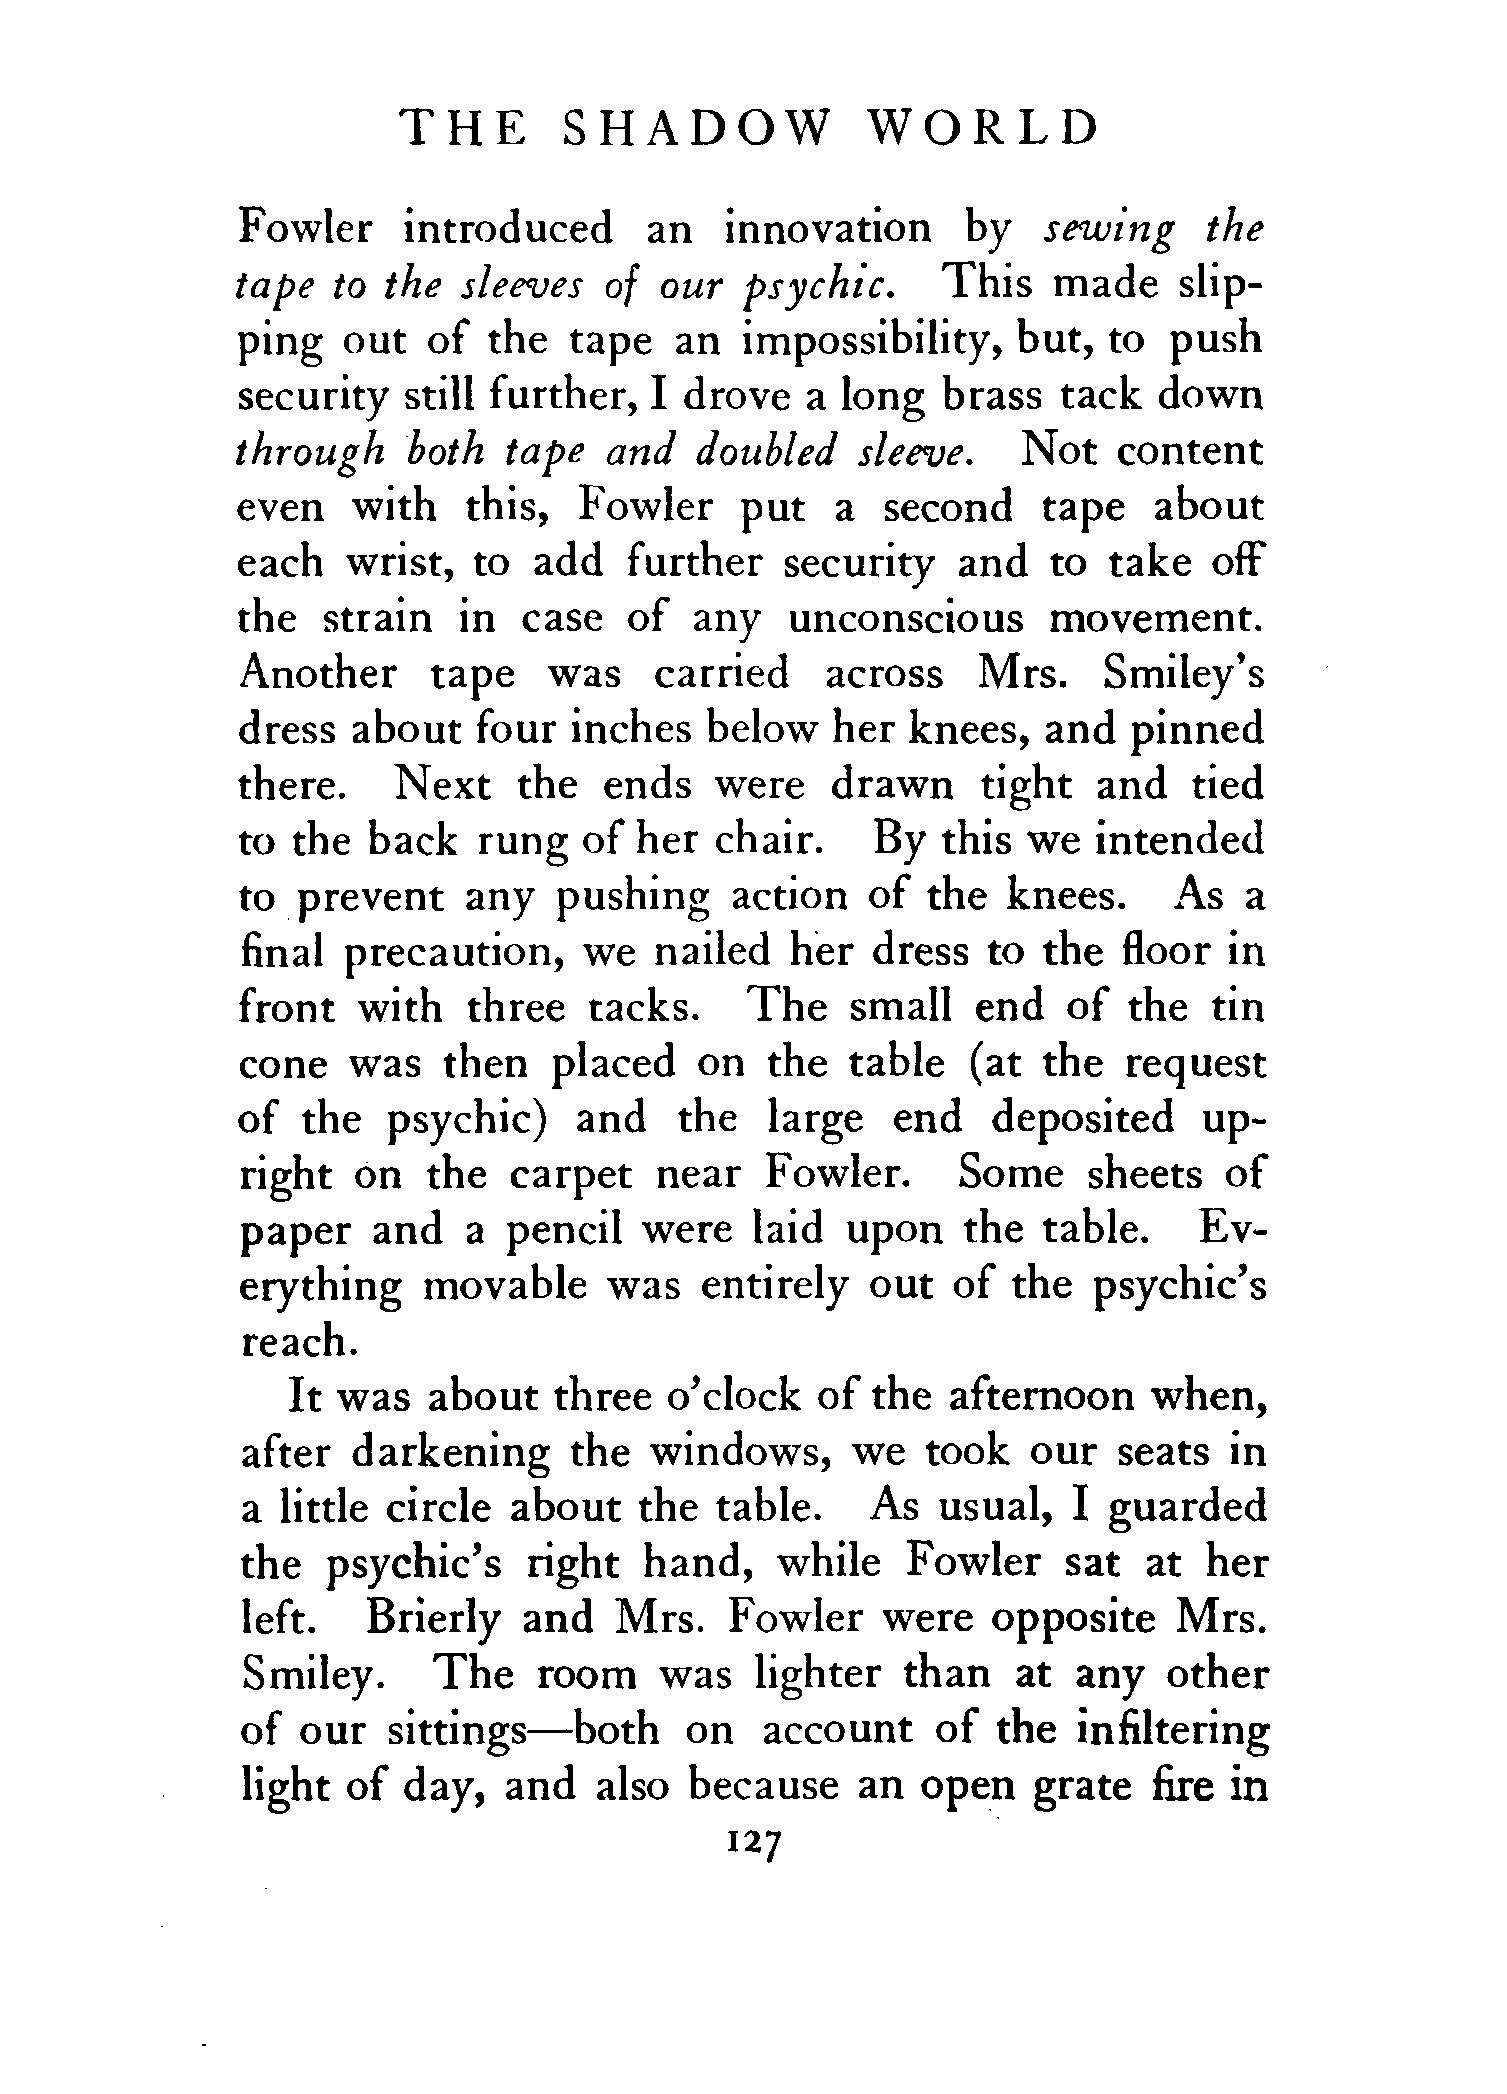 THE SHADOW WORLD
Fowler introduced an innovation by sewing the
tape to the sleeves of our psychic. This made slip-
ping out of the tape an impossibility, but, to push
security still further, I drove a long brass tack down
through both tape and doubled sleeve. Not content
even with this, Fowler put a second tape about
each wrist, to add further security and to take off
the strain in case of any unconscious movement.
Another tape was carried across Mrs. Smiley's
dress about four inches below her knees, and pinned
there. Next the ends were drawn tight and tied
to the back rung of her chair. By this we intended
to prevent any pushing action of the knees. As a
final precaution, we nailed her dress to the floor in
front with three tacks. The small end of the tin
cone was then placed on the table (at the request
of the psychic) and the large end deposited up-
right on the carpet near Fowler. Some sheets of
paper and a pencil were laid upon the table. Ev-
erything movable was entirely out of the psychic's
reach.
It was about three o'clock of the afternoon when,
after darkening the windows, we took our seats in
a little circle about the table. As usual, I guarded
the psychic's right hand, while Fowler sat at her
left. Brierly and Mrs. Fowler were opposite Mrs.
Smiley. The room was lighter than at any other
of our sittings—both on account of the infiltering
light of day, and also because an open grate fire in
127